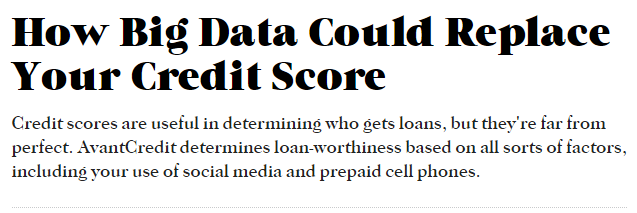 How Big Data Could Replace
Your Credit Score
Credit scores are useful in determining who gets loans, but they're far from
perfect. AvantCredit determines loan-worthiness based on all sorts of factors,
including your use of social media and prepaid cell phones.